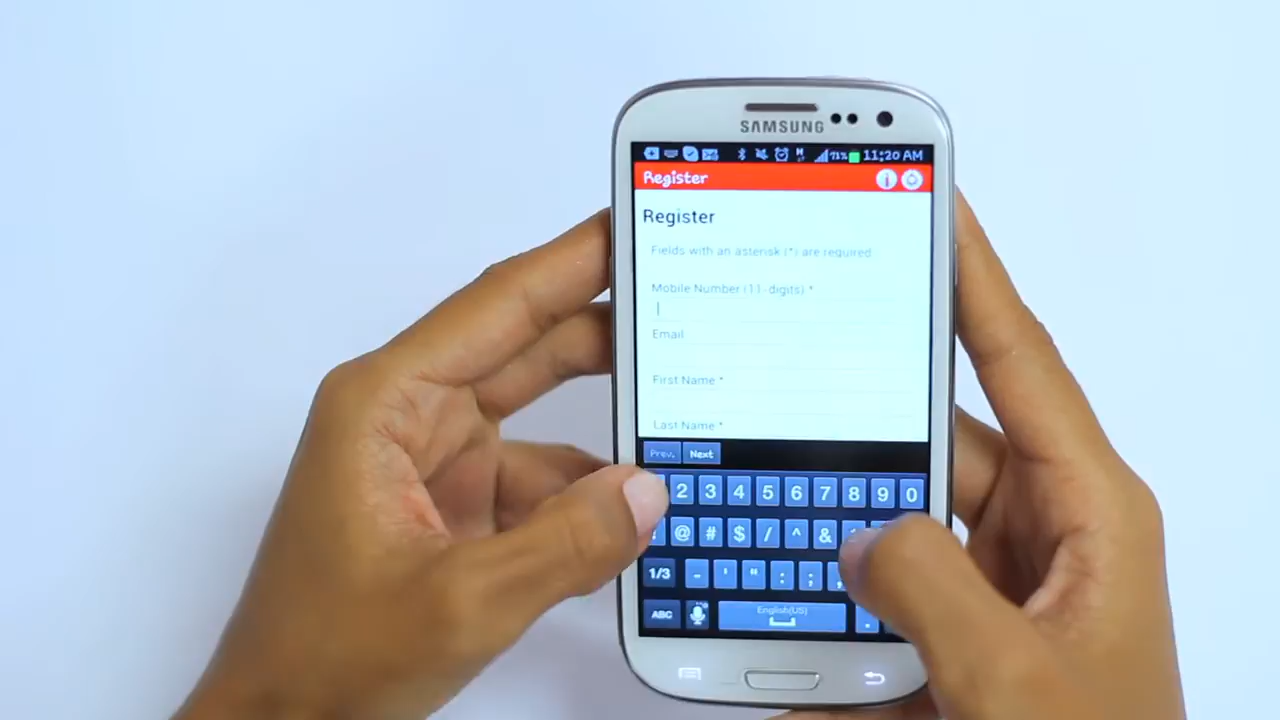 SAMSUNG
71% 11:20 AM
Register
Register
Fields with an asterisk (*) are required.
Mobile Number (11-digits) *
Email
First Name *
Last Name *
Prev. Next
2 3 4 5 6 7 8 9 0
@ # $ / ^ &
1/3 - ' " : ; ,
ABC English(US) .